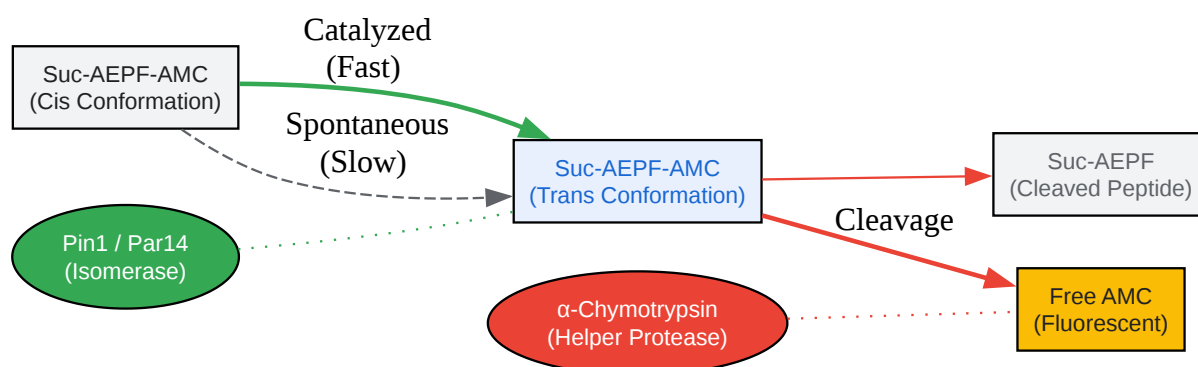 Catalyzed
(Fast)
Suc-AEPF-AMC
(Cis Conformation)
Spontaneous
(Slow)
Suc-AEPF-AMC
(Trans Conformation)
Suc-AEPF
(Cleaved Peptide)
Cleavage
Pin1 / Par14
(Isomerase)
α-Chymotrypsin
(Helper Protease)
Free AMC
(Fluorescent)